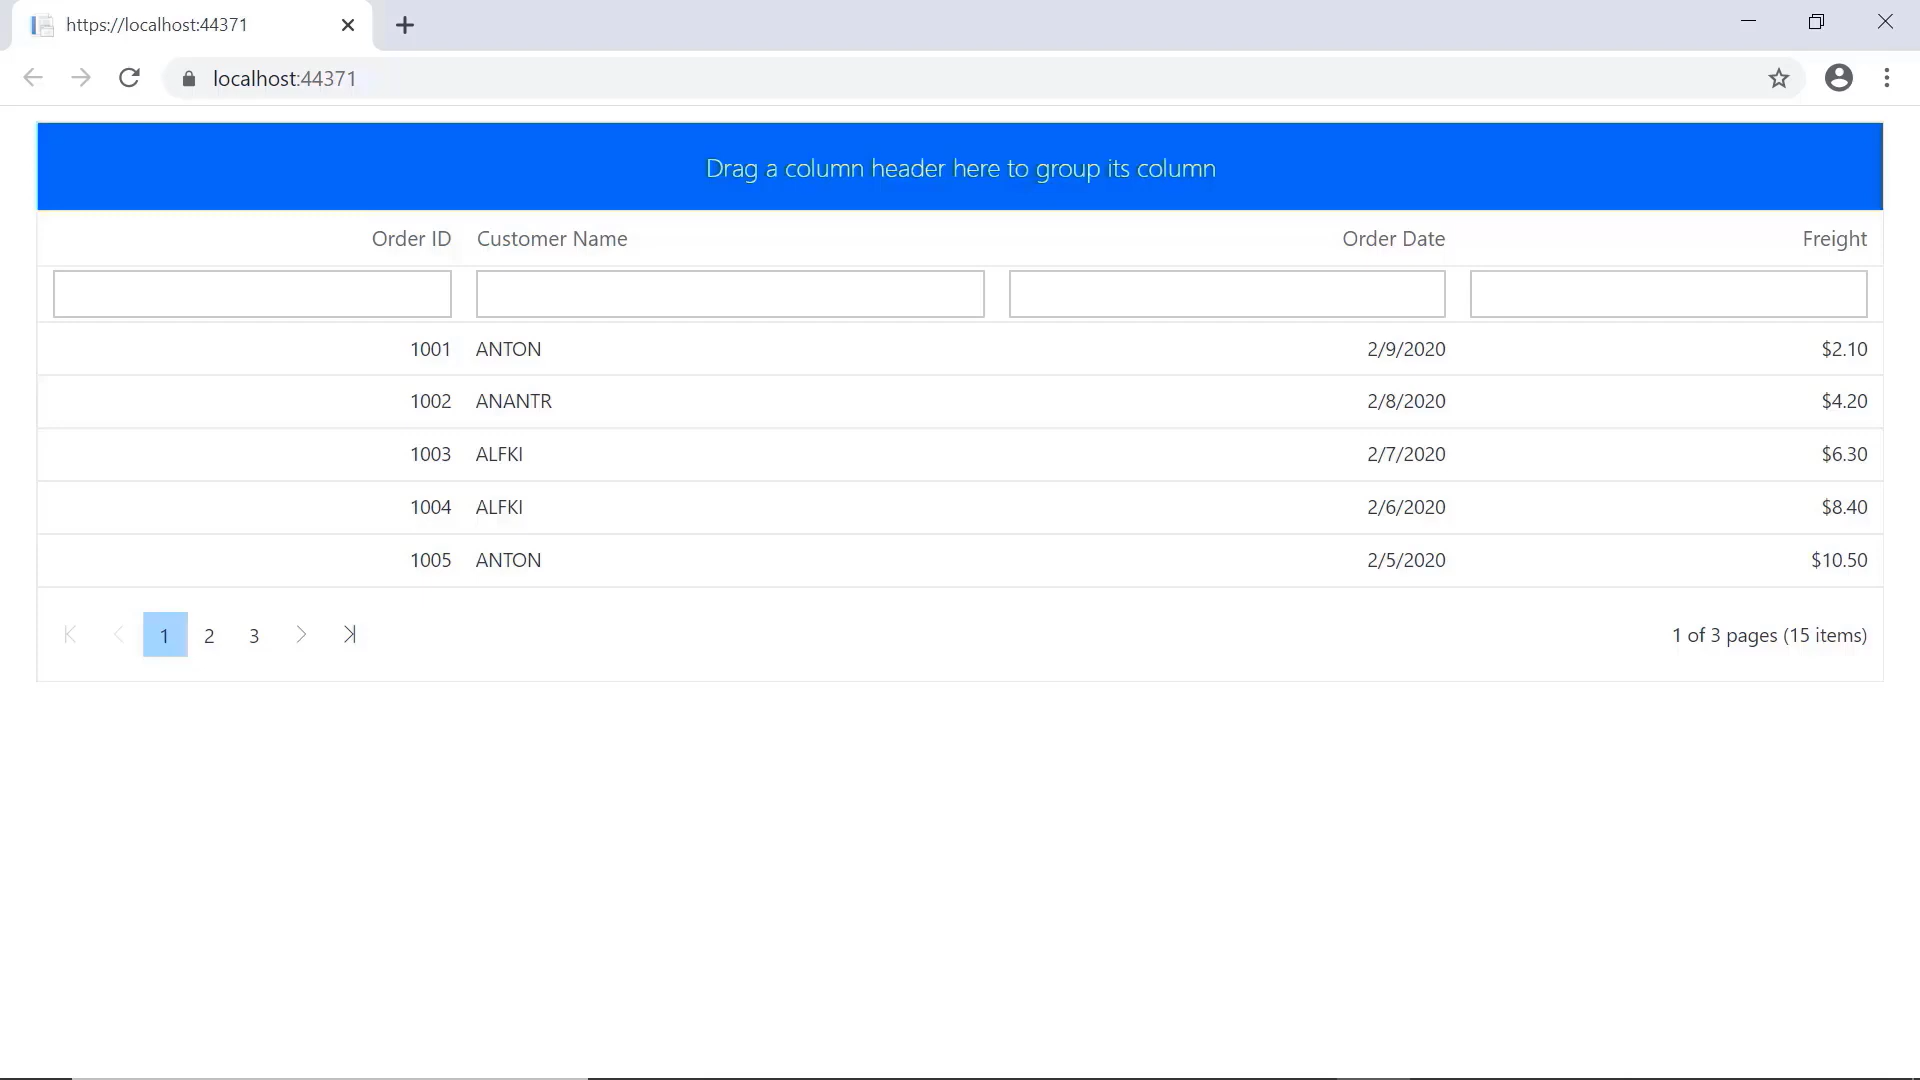 https://localhost:44371
localhost:44371
Drag a column header here to group its column
Order ID Customer Name Order Date Freight
1001 ANTON 2/9/2020 $2.10
1002 ANANTR 2/8/2020 $4.20
1003 ALFKI 2/7/2020 $6.30
1004 ALFKI 2/6/2020 $8.40
1005 ANTON 2/5/2020 $10.50
1 2 3 1 of 3 pages (15 items)